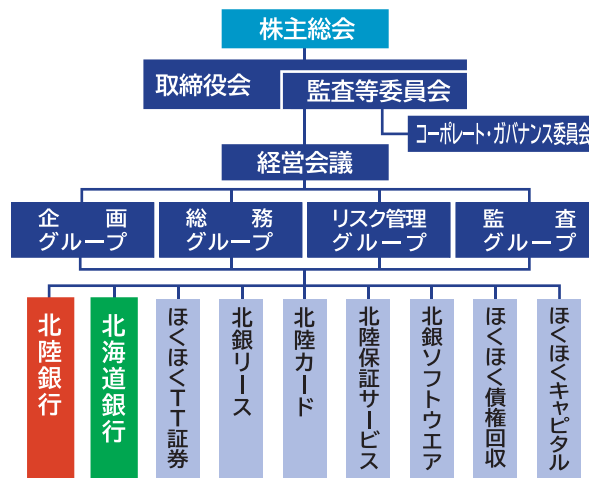 株主総会
取締役会
監査等委員会
コーポレート・ガバナンス委員会
経営会議
企画
グループ
総務
グループ
リスク管理
グループ
監査
グループ
北陸銀行
北海道銀行
ほくほくTT証券
北銀リース
北陸カード
北陸保証サービス
北銀ソフトウエア
ほくほく債権回収
ほくほくキャピタル